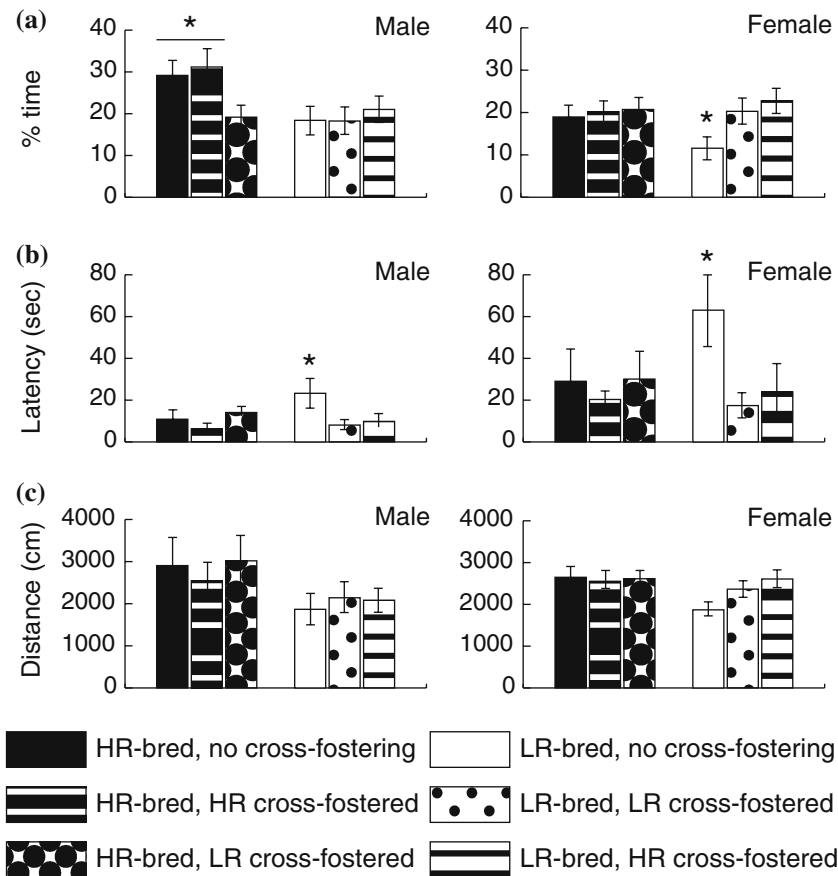 (a)
*
Male
Female
% time
40
30
20
10
0
40
30
20
10
0
*
(b)
Male
Female
Latency (sec)
80
60
40
20
0
*
80
60
40
20
0
*
(c)
Male
Female
Distance (cm)
4000
3000
2000
1000
0
4000
3000
2000
1000
0
HR-bred, no cross-fostering
LR-bred, no cross-fostering
HR-bred, HR cross-fostered
LR-bred, LR cross-fostered
HR-bred, LR cross-fostered
LR-bred, HR cross-fostered